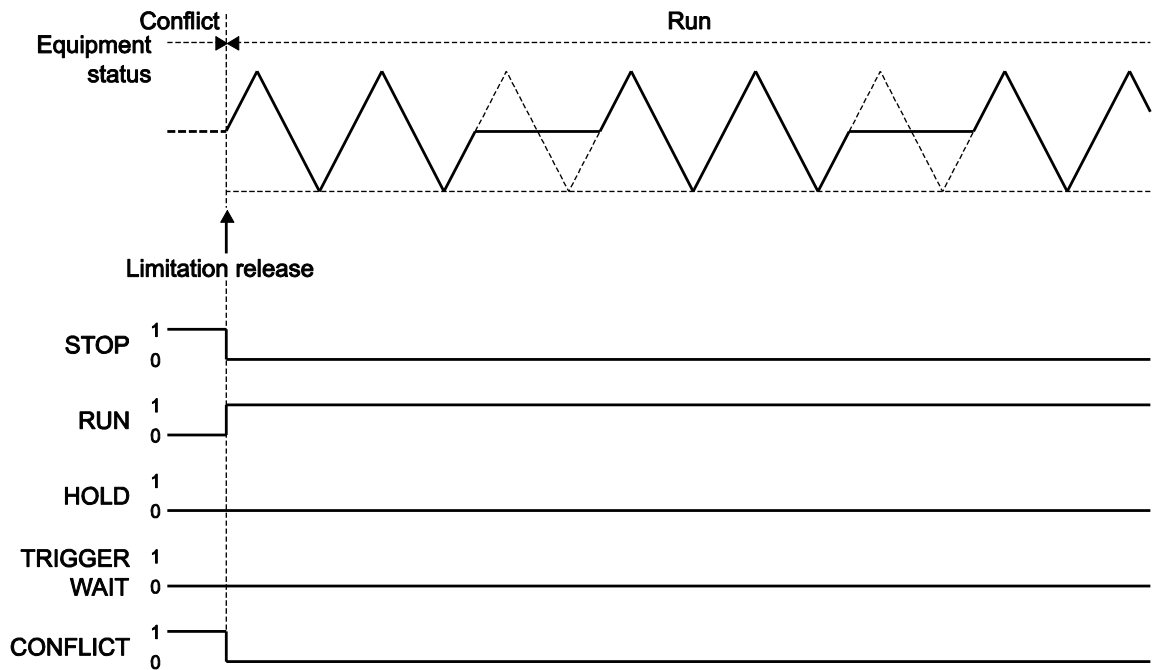 Conflict
Run
Equipment
status
Limitation release
STOP
1
0
RUN
1
0
HOLD
1
0
TRIGGER
WAIT
1
0
CONFLICT
1
0